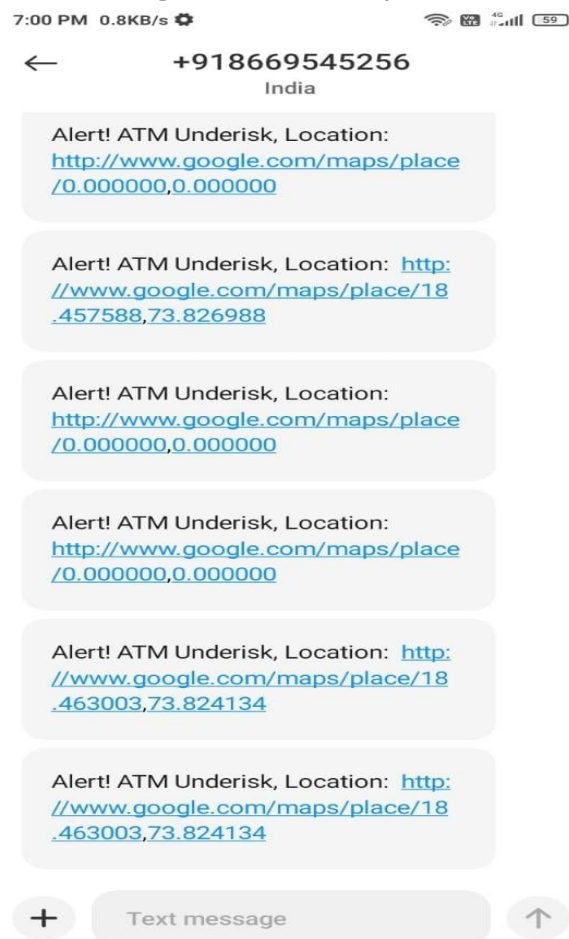 7:00 PM 0.8KB/s
VoLTE 4G 59
+918669545256
India
Alert! ATM Underisk, Location:
http://www.google.com/maps/place
/0.000000,0.000000
Alert! ATM Underisk, Location: http:
//www.google.com/maps/place/18
.457588,73.826988
Alert! ATM Underisk, Location:
http://www.google.com/maps/place
/0.000000,0.000000
Alert! ATM Underisk, Location:
http://www.google.com/maps/place
/0.000000,0.000000
Alert! ATM Underisk, Location: http:
//www.google.com/maps/place/18
.463003,73.824134
Alert! ATM Underisk, Location: http:
//www.google.com/maps/place/18
.463003,73.824134
Text message